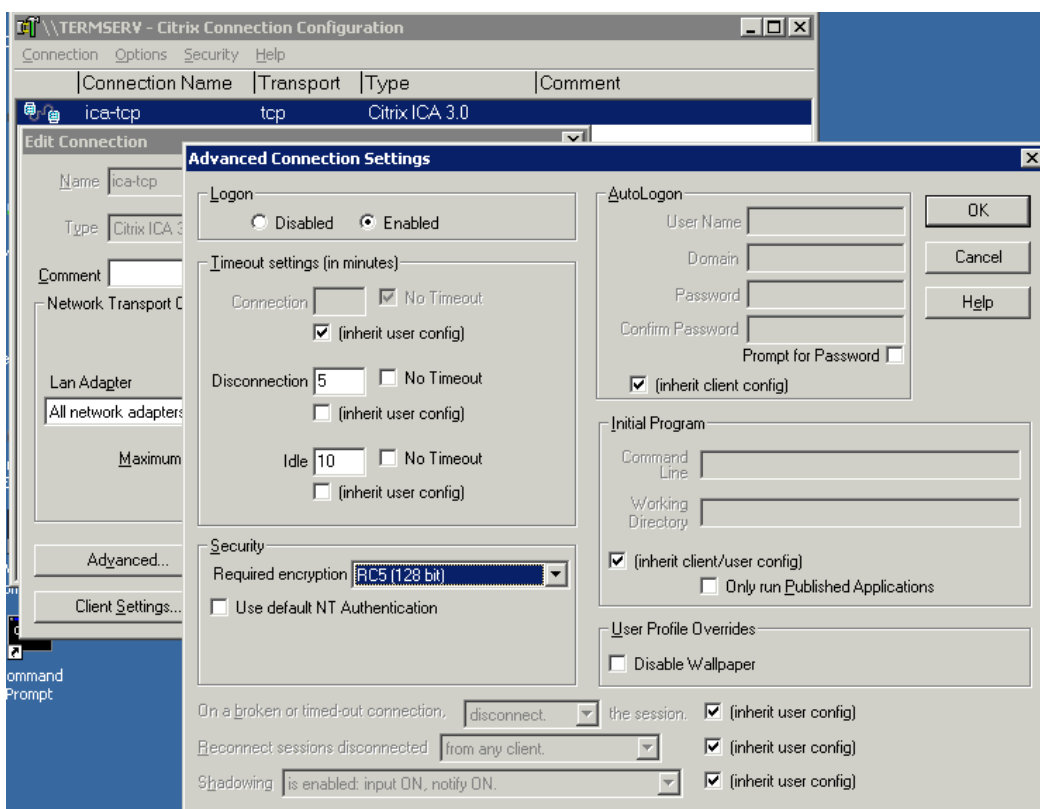 \\TERMSERV - Citrix Connection Configuration
Connection Options Security Help
Connection Name Transport Type Comment
ica-tcp tcp Citrix ICA 3.0
Edit Connection
Name ica-tcp
Type Citrix ICA 3
Comment
Network Transport C
Lan Adapter
All network adapters
Maximum
Advanced...
Client Settings...
ommand
Prompt
Advanced Connection Settings
Logon
Disabled Enabled
Timeout settings (in minutes)
Connection No Timeout
(inherit user config)
Disconnection 5 No Timeout
(inherit user config)
Idle 10 No Timeout
(inherit user config)
Security
Required encryption RC5 (128 bit)
Use default NT Authentication
AutoLogon
User Name
Domain
Password
Confirm Password
Prompt for Password
(inherit client config)
OK
Cancel
Help
Initial Program
Command
Line
Working
Directory
(inherit client/user config)
Only run Published Applications
User Profile Overrides
Disable Wallpaper
On a broken or timed-out connection, disconnect. the session. (inherit user config)
Reconnect sessions disconnected from any client. (inherit user config)
Shadowing is enabled: input ON, notify ON. (inherit user config)